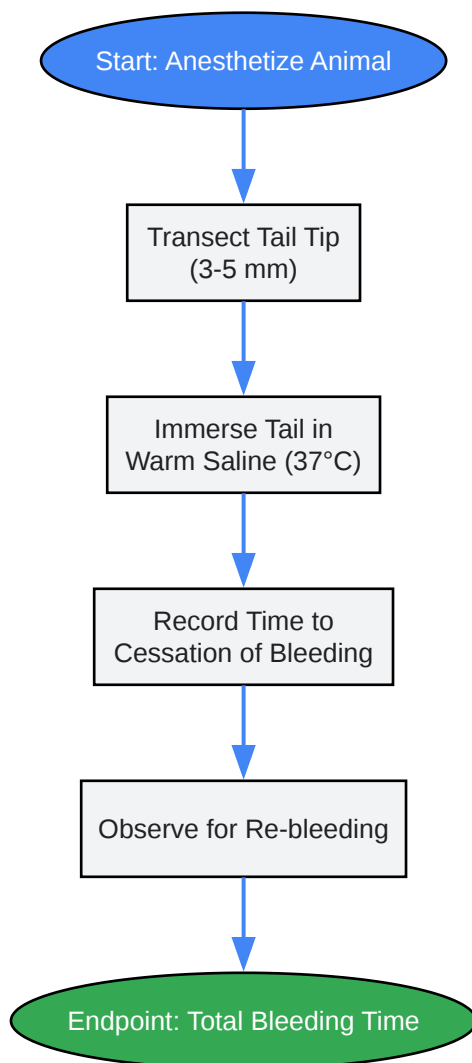 Start: Anesthetize Animal
Transect Tail Tip
(3-5 mm)
Immerse Tail in
Warm Saline (37°C)
Record Time to
Cessation of Bleeding
Observe for Re-bleeding
Endpoint: Total Bleeding Time